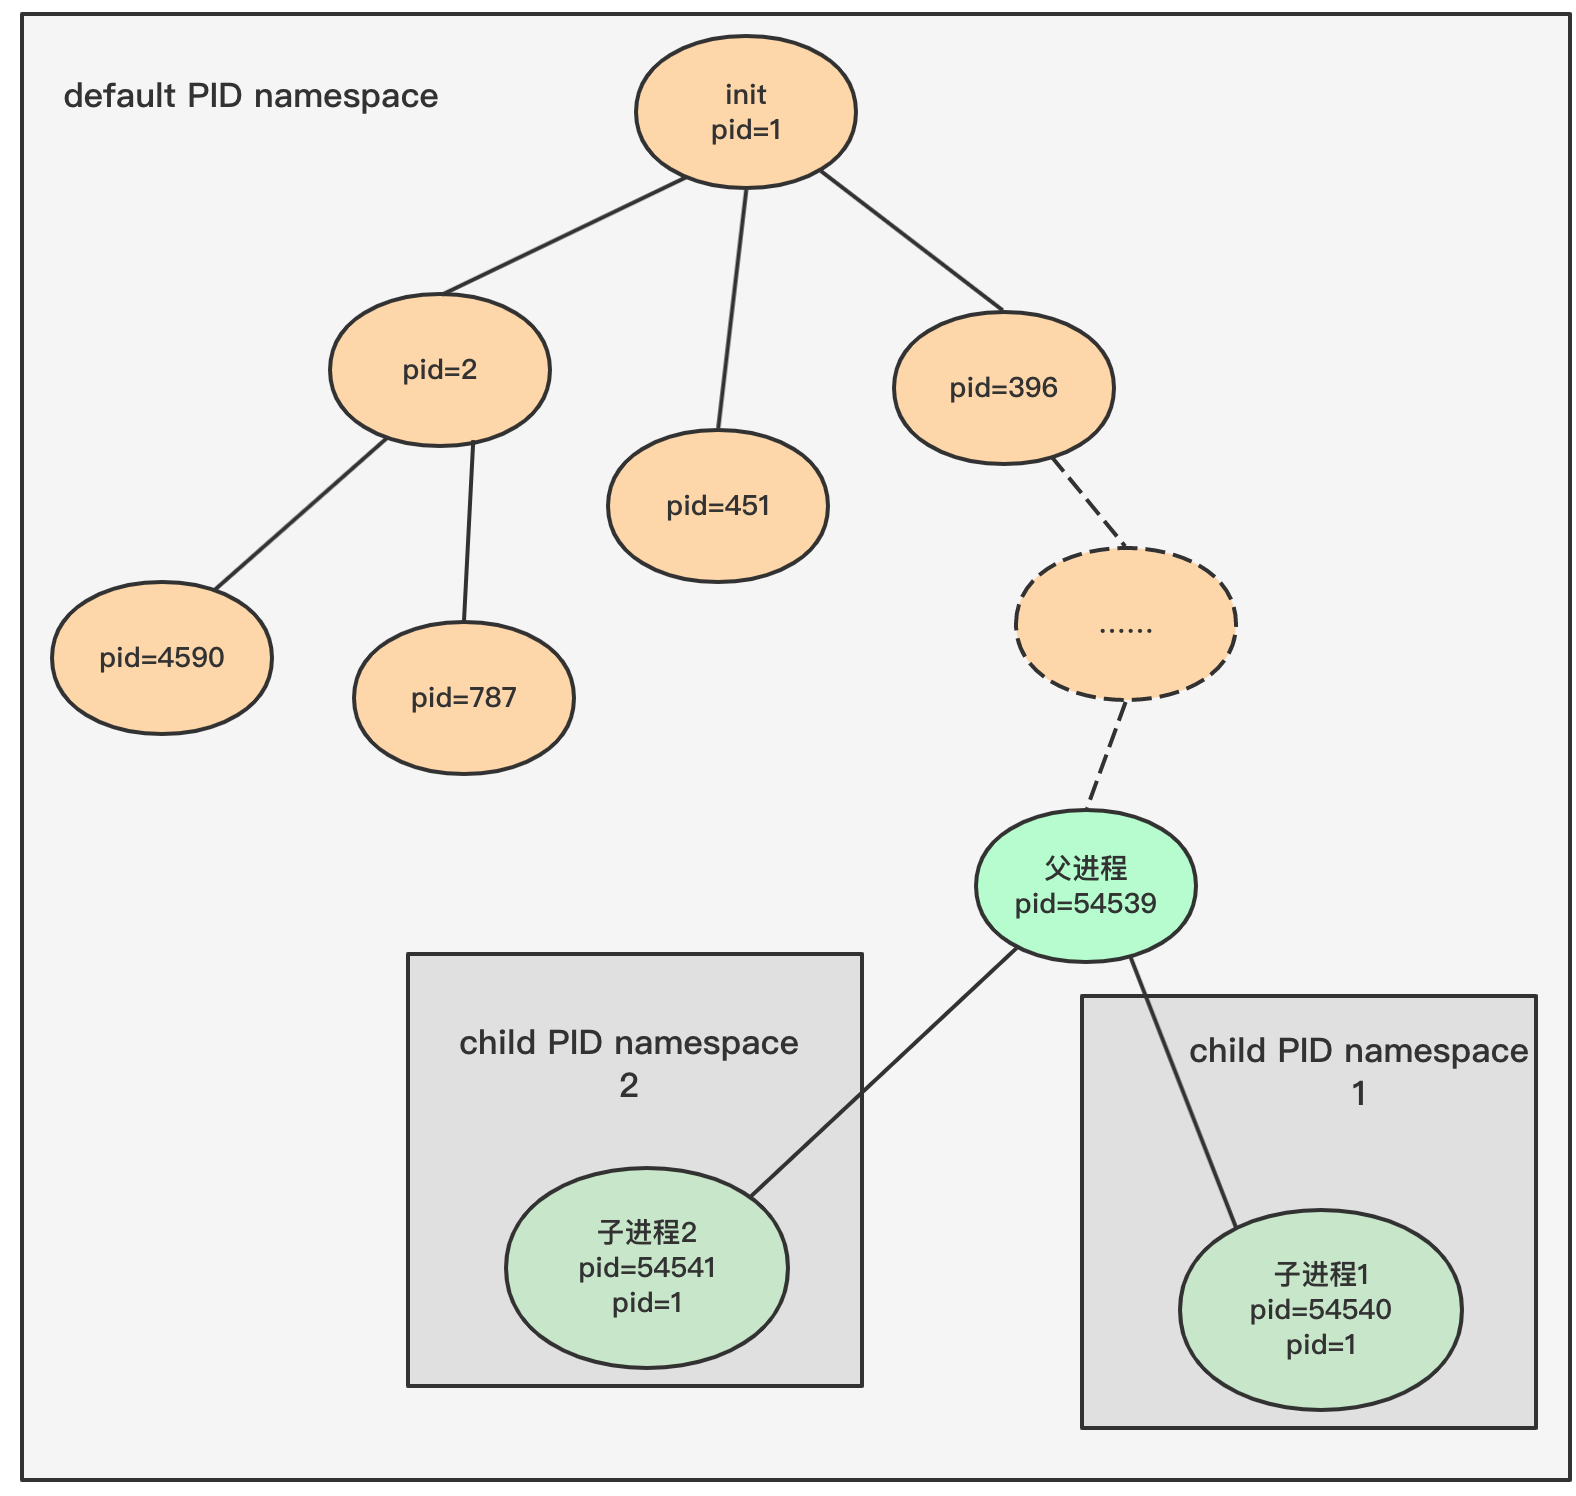 default PID namespace
init
pid=1
pid=2
pid=396
pid=451
......
pid=4590
pid=787
父进程
pid=54539
child PID namespace
2
child PID namespace
1
子进程2
pid=54541
pid=1
子进程1
pid=54540
pid=1